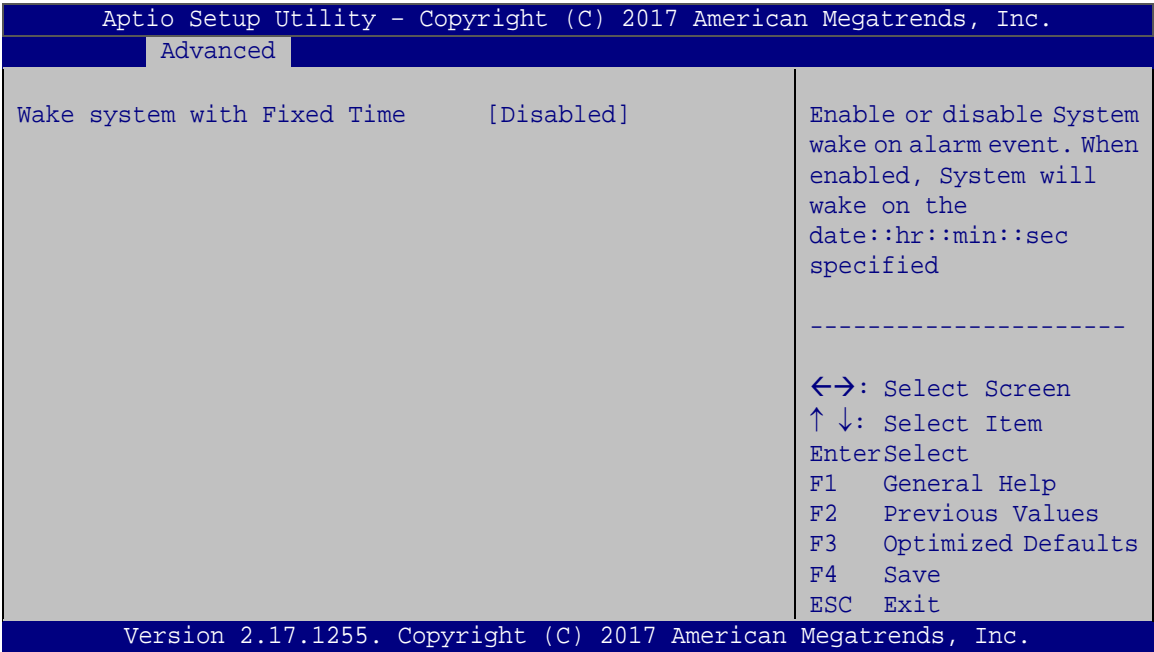 Aptio Setup Utility – Copyright (C) 2017 American Megatrends, Inc.
Advanced
Wake system with Fixed Time [Disabled]
Enable or disable System
wake on alarm event. When
enabled, System will
wake on the
date::hr::min::sec
specified
----------------------
←→: Select Screen
↑ ↓: Select Item
EnterSelect
F1 General Help
F2 Previous Values
F3 Optimized Defaults
F4 Save
ESC Exit
Version 2.17.1255. Copyright (C) 2017 American Megatrends, Inc.